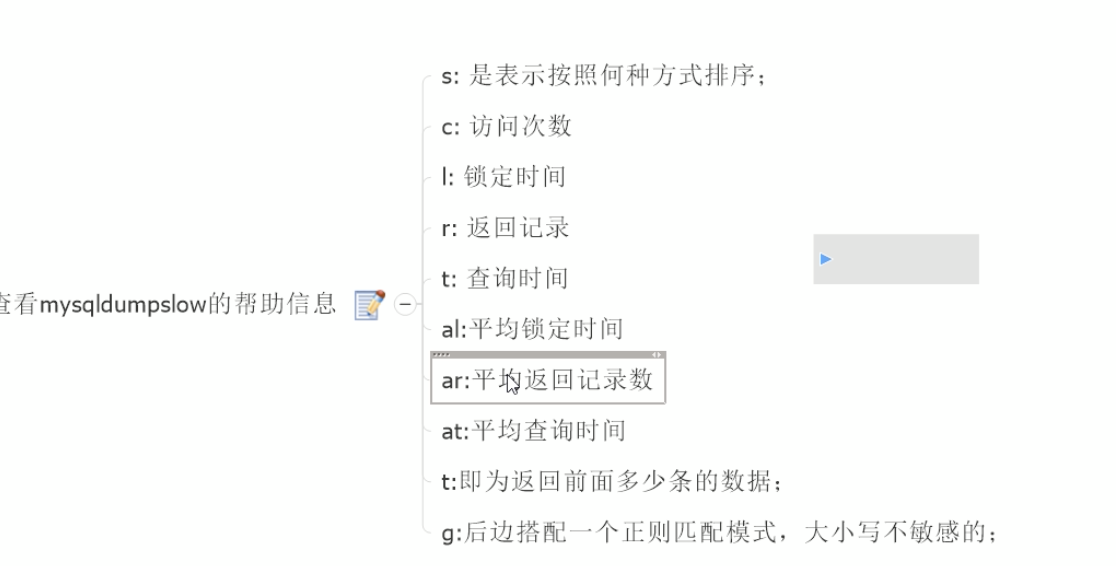 s: 是表示按照何种方式排序；
c: 访问次数
l: 锁定时间
r: 返回记录
t: 查询时间
查看mysqldumpslow的帮助信息
al:平均锁定时间
ar:平均返回记录数
at:平均查询时间
t:即为返回前面多少条的数据；
g:后边搭配一个正则匹配模式，大小写不敏感的；